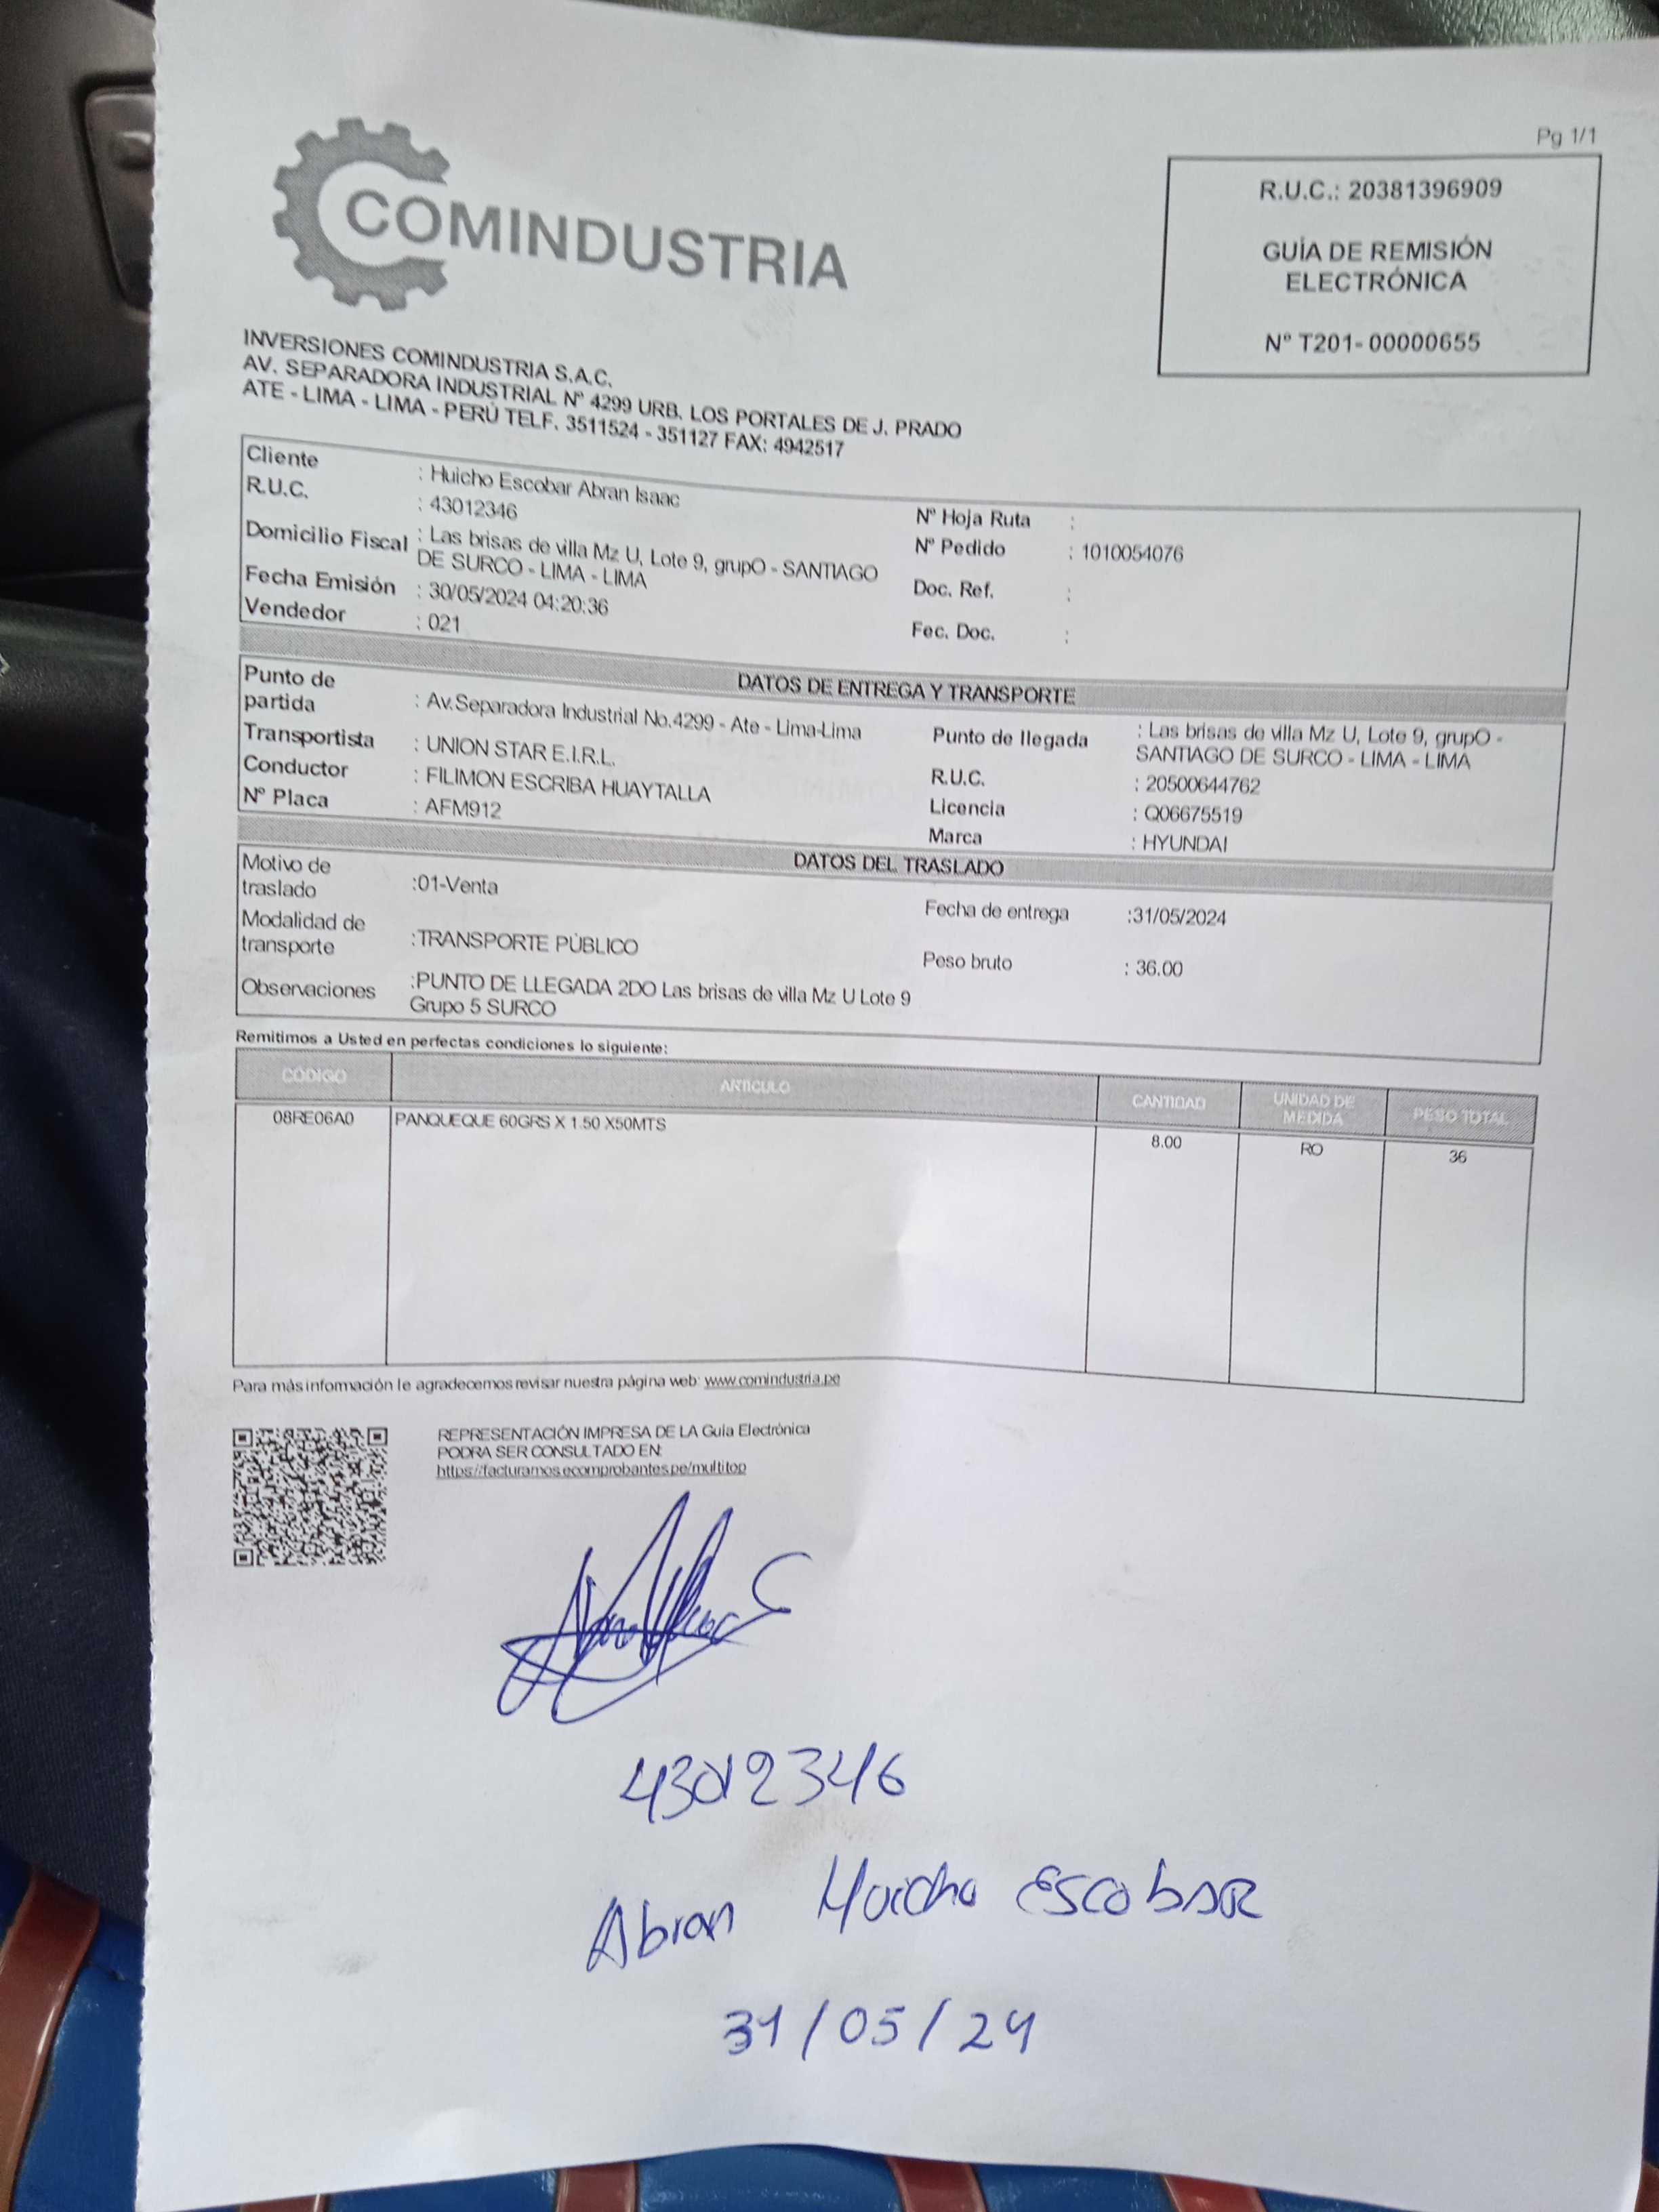 Pg 1/1
COMINDUSTRIA
R.U.C.: 20381396909
GUÍA DE REMISIÓN
ELECTRÓNICA
Nº T201- 00000655
INVERSIONES COMINDUSTRIA S.A.C.
AV. SEPARADORA INDUSTRIAL Nº 4299 URB. LOS PORTALES DE J. PRADO
ATE - LIMA - LIMA - PERÚ TELF. 3511524 - 351127 FAX: 4942517
Cliente : Huicho Escobar Abran Isaac
R.U.C. : 43012346
Nº Hoja Ruta :
Domicilio Fiscal : Las brisas de villa Mz U, Lote 9, grupO - SANTIAGO
DE SURCO - LIMA - LIMA
Nº Pedido : 1010054076
Fecha Emisión : 30/05/2024 04:20:36
Doc. Ref. :
Vendedor : 021
Fec. Doc. :
DATOS DE ENTREGA Y TRANSPORTE
Punto de
partida : Av.Separadora Industrial No.4299 - Ate - Lima-Lima
Punto de llegada : Las brisas de villa Mz U, Lote 9, grupO -
SANTIAGO DE SURCO - LIMA - LIMA
Transportista : UNION STAR E.I.R.L.
R.U.C. : 20500644762
Conductor : FILIMON ESCRIBA HUAYTALLA
Licencia : Q06675519
Nº Placa : AFM912
Marca : HYUNDAI
DATOS DEL TRASLADO
Motivo de
traslado :01-Venta
Fecha de entrega :31/05/2024
Modalidad de
transporte :TRANSPORTE PÚBLICO
Peso bruto : 36.00
Observaciones :PUNTO DE LLEGADA 2DO Las brisas de villa Mz U Lote 9
Grupo 5 SURCO
Remitimos a Usted en perfectas condiciones lo siguiente:
CÓDIGO ARTICULO CANTIDAD UNIDAD DE MEDIDA PESO TOTAL
08RE06A0 PANQUEQUE 60GRS X 1.50 X50MTS 8.00 RO 36
Para más información le agradecemos revisar nuestra página web: www.comindustria.pe
REPRESENTACIÓN IMPRESA DE LA Guía Electrónica
PODRA SER CONSULTADO EN:
https://facturamos.ecomprobantes.pe/multitop
43012346
Abran Huicho Escobar
31/05/24